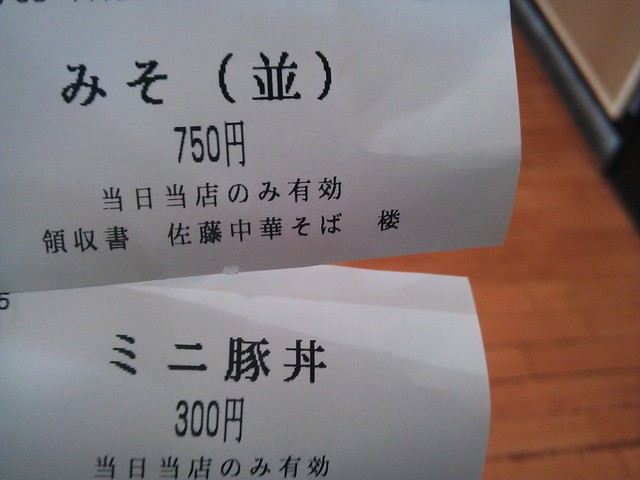 みそ(並)
750円
当日当店のみ有効
領収書 佐藤中華そば 楼
5
ミニ豚丼
300円
当日当店のみ有効